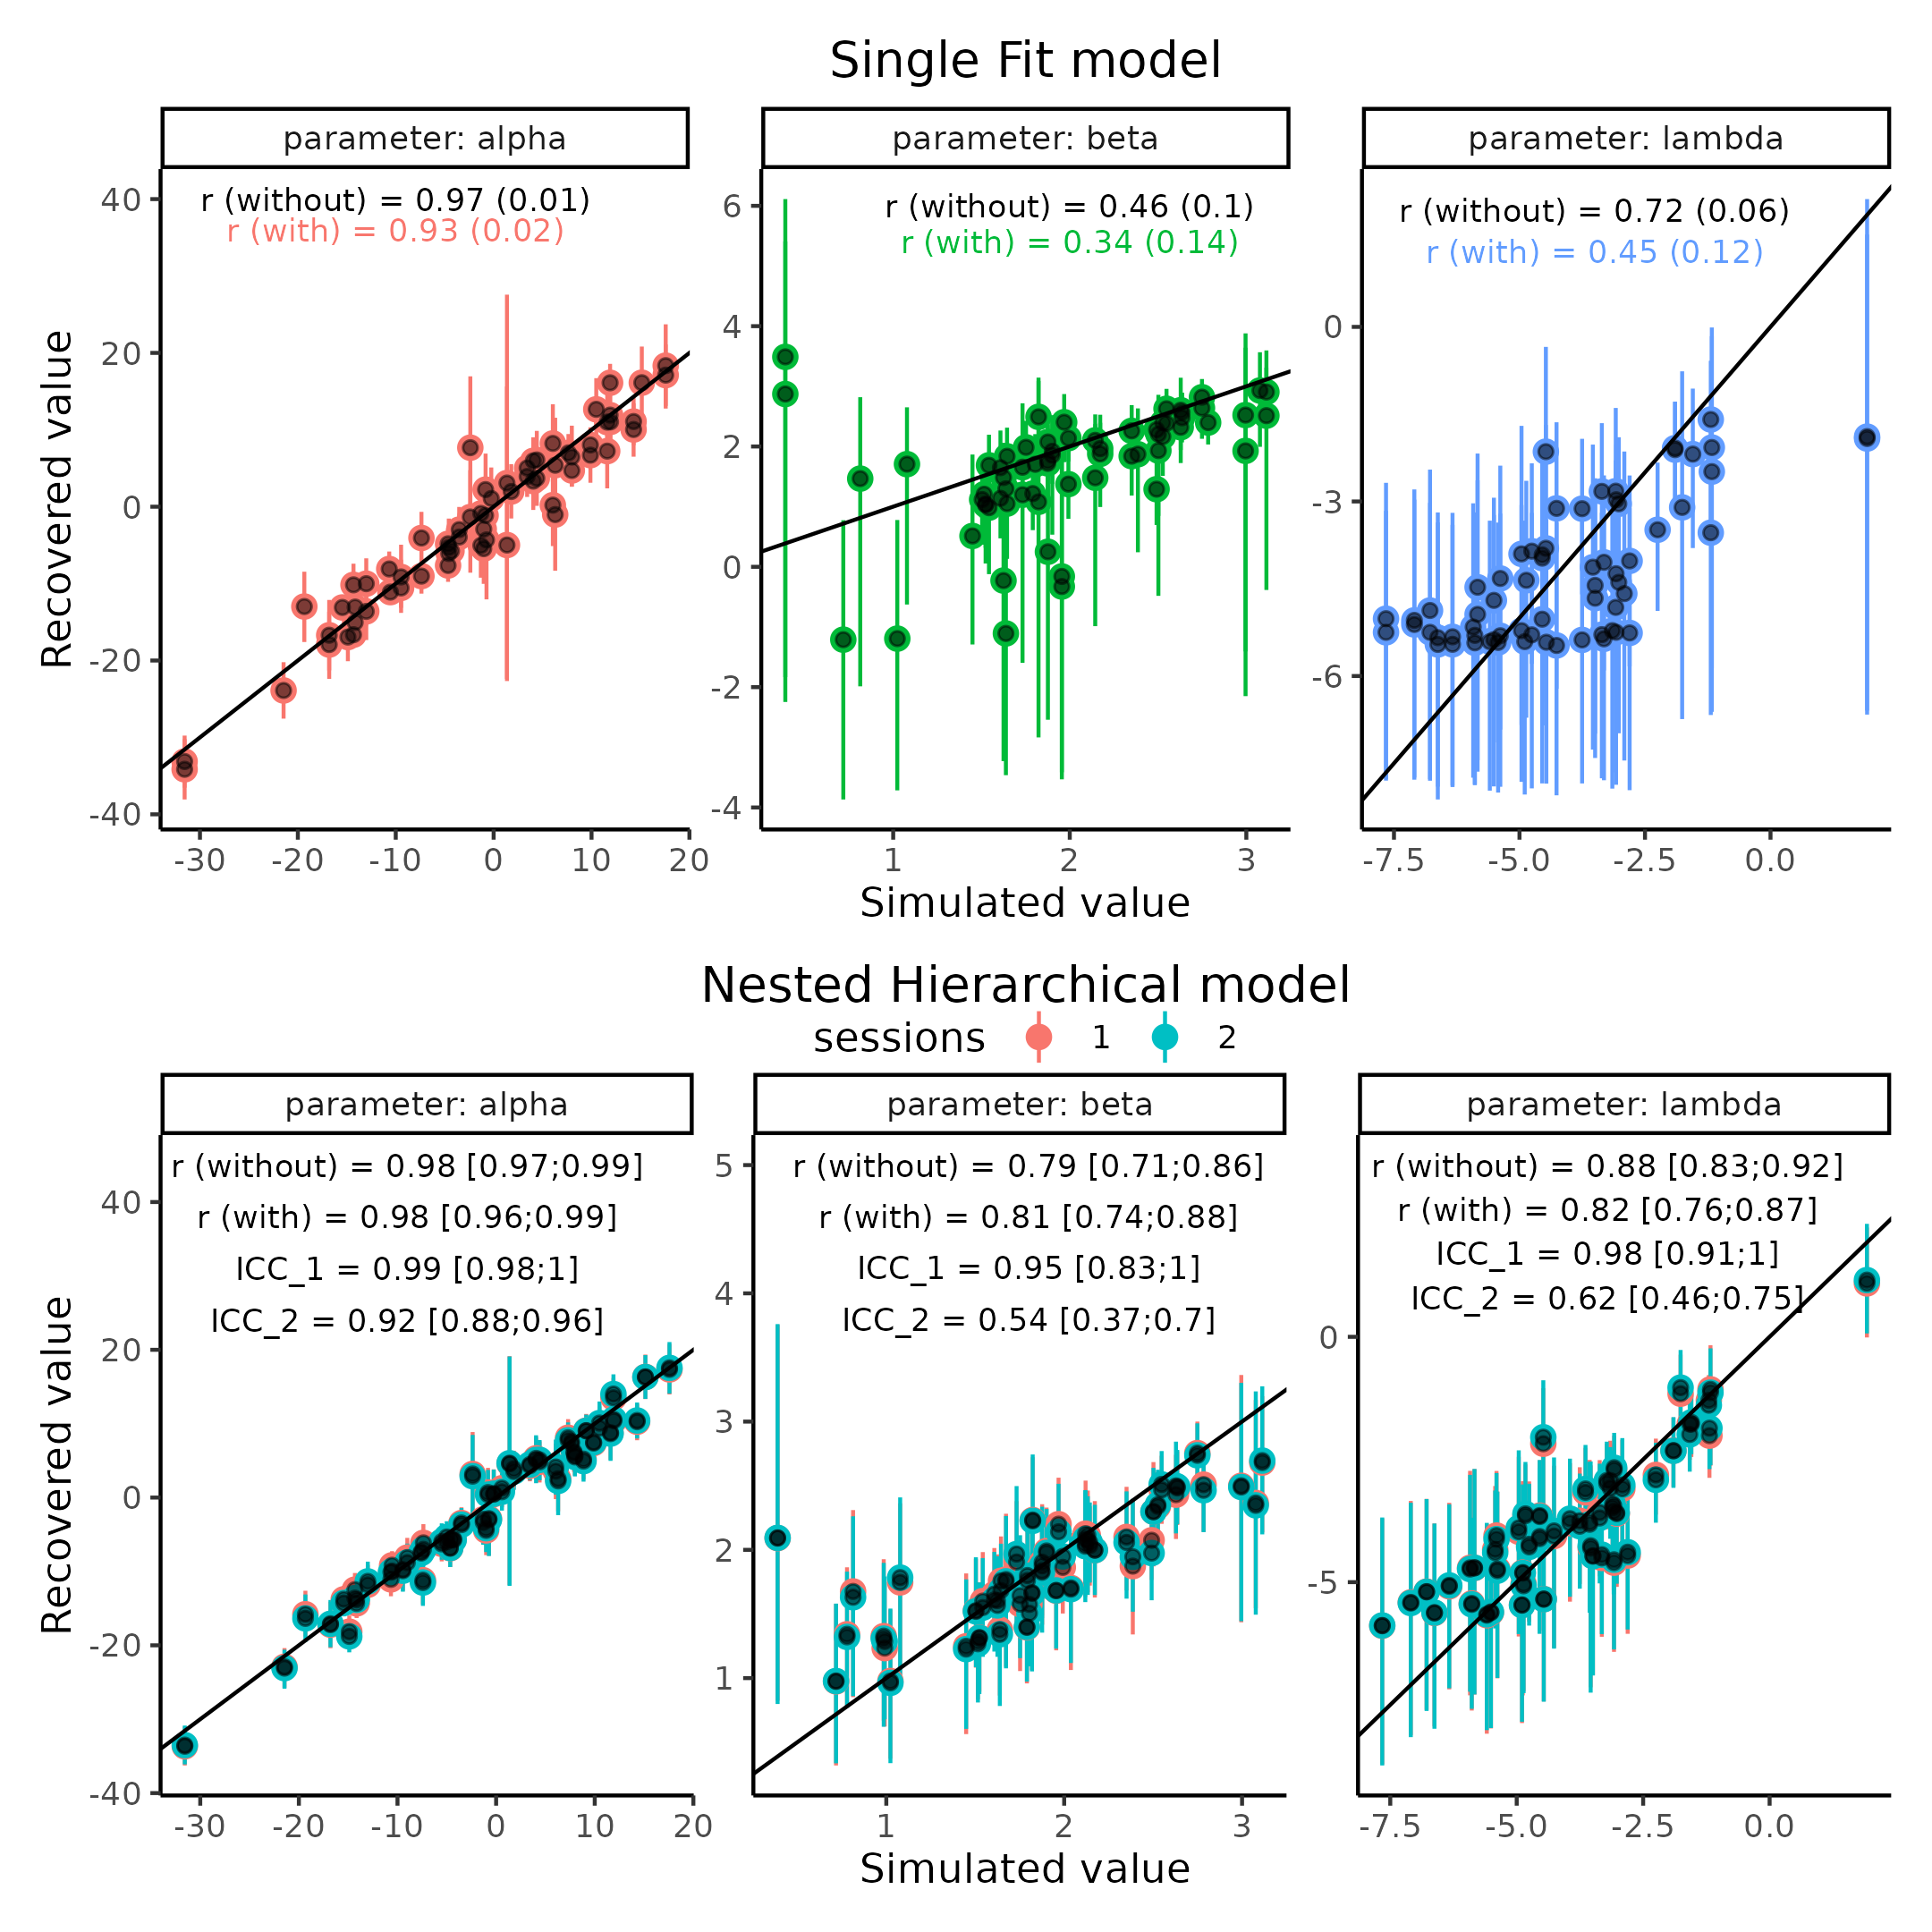 Single Fit model
parameter: alpha
parameter: beta
parameter: lambda
r (without) = 0.97 (0.01)
r (with) = 0.93 (0.02)
r (without) = 0.46 (0.1)
r (with) = 0.34 (0.14)
r (without) = 0.72 (0.06)
r (with) = 0.45 (0.12)
Recovered value
40
20
0
-20
-40
-30 -20 -10 0 10 20
6
4
2
0
-2
-4
1 2 3
0
-3
-6
-7.5 -5.0 -2.5 0.0
Simulated value
Nested Hierarchical model
sessions 1 2
parameter: alpha
parameter: beta
parameter: lambda
r (without) = 0.98 [0.97;0.99]
r (with) = 0.98 [0.96;0.99]
ICC_1 = 0.99 [0.98;1]
ICC_2 = 0.92 [0.88;0.96]
r (without) = 0.79 [0.71;0.86]
r (with) = 0.81 [0.74;0.88]
ICC_1 = 0.95 [0.83;1]
ICC_2 = 0.54 [0.37;0.7]
r (without) = 0.88 [0.83;0.92]
r (with) = 0.82 [0.76;0.87]
ICC_1 = 0.98 [0.91;1]
ICC_2 = 0.62 [0.46;0.75]
Recovered value
40
20
0
-20
-40
-30 -20 -10 0 10 20
5
4
3
2
1
1 2 3
0
-5
-7.5 -5.0 -2.5 0.0
Simulated value